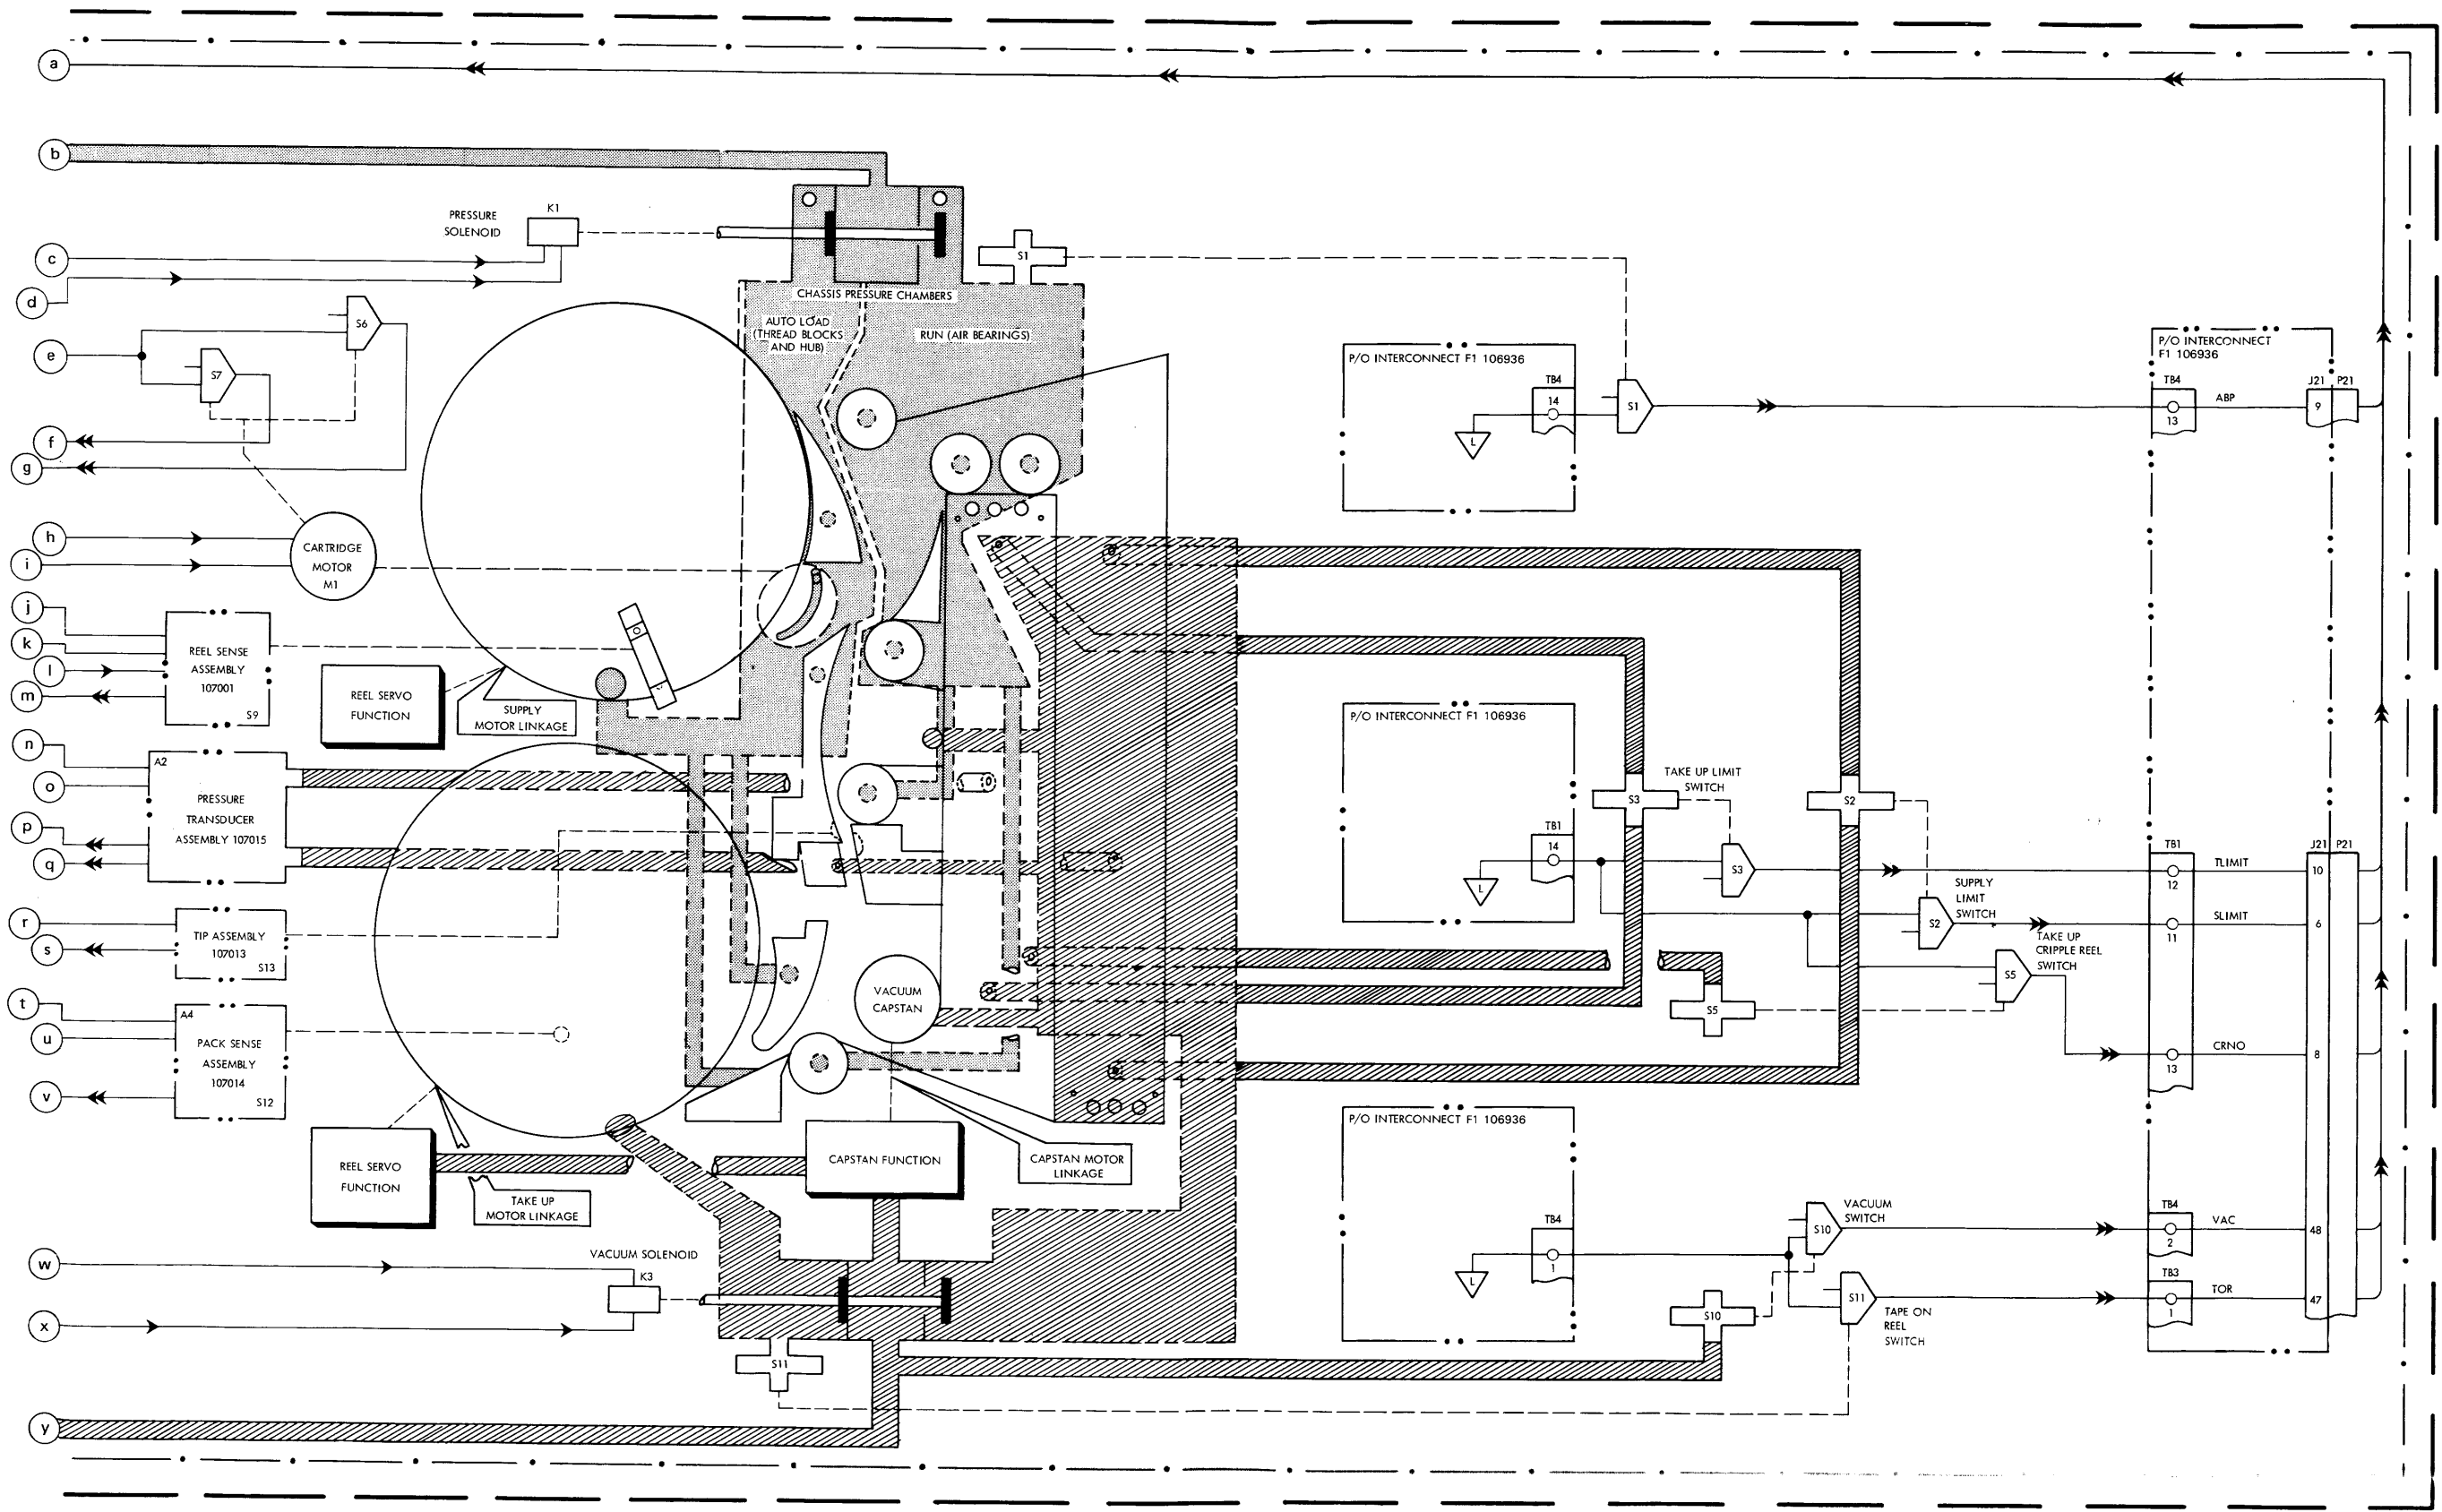 a
b
PRESSURE
SOLENOID
K1
c
d
S1
CHASSIS PRESSURE CHAMBERS
AUTO LOAD
(THREAD BLOCKS
AND HUB)
RUN (AIR BEARINGS)
S6
e
S7
f
g
P/O INTERCONNECT F1 106936
TB4
14
L
S1
P/O INTERCONNECT
F1 106936
TB4
13
ABP
J21
P21
9
h
i
CARTRIDGE
MOTOR
M1
j
k
l
m
REEL SENSE
ASSEMBLY
107001
S9
REEL SERVO
FUNCTION
SUPPLY
MOTOR LINKAGE
n
o
p
q
A2
PRESSURE
TRANSDUCER
ASSEMBLY 107015
P/O INTERCONNECT F1 106936
TB1
14
L
S3
TAKE UP LIMIT
SWITCH
S3
S2
SUPPLY
LIMIT
SWITCH
S2
TAKE UP
CRIPPLE REEL
SWITCH
S5
S5
TB1
12
TLIMIT
11
SLIMIT
13
CRNO
J21
P21
10
6
8
r
s
TIP ASSEMBLY
107013
S13
t
u
v
A4
PACK SENSE
ASSEMBLY
107014
S12
VACUUM
CAPSTAN
REEL SERVO
FUNCTION
TAKE UP
MOTOR LINKAGE
CAPSTAN FUNCTION
CAPSTAN MOTOR
LINKAGE
P/O INTERCONNECT F1 106936
TB4
1
L
VACUUM
SWITCH
S10
S10
S11
TAPE ON
REEL
SWITCH
TB4
2
VAC
48
TB3
1
TOR
47
w
x
VACUUM SOLENOID
K3
S11
y